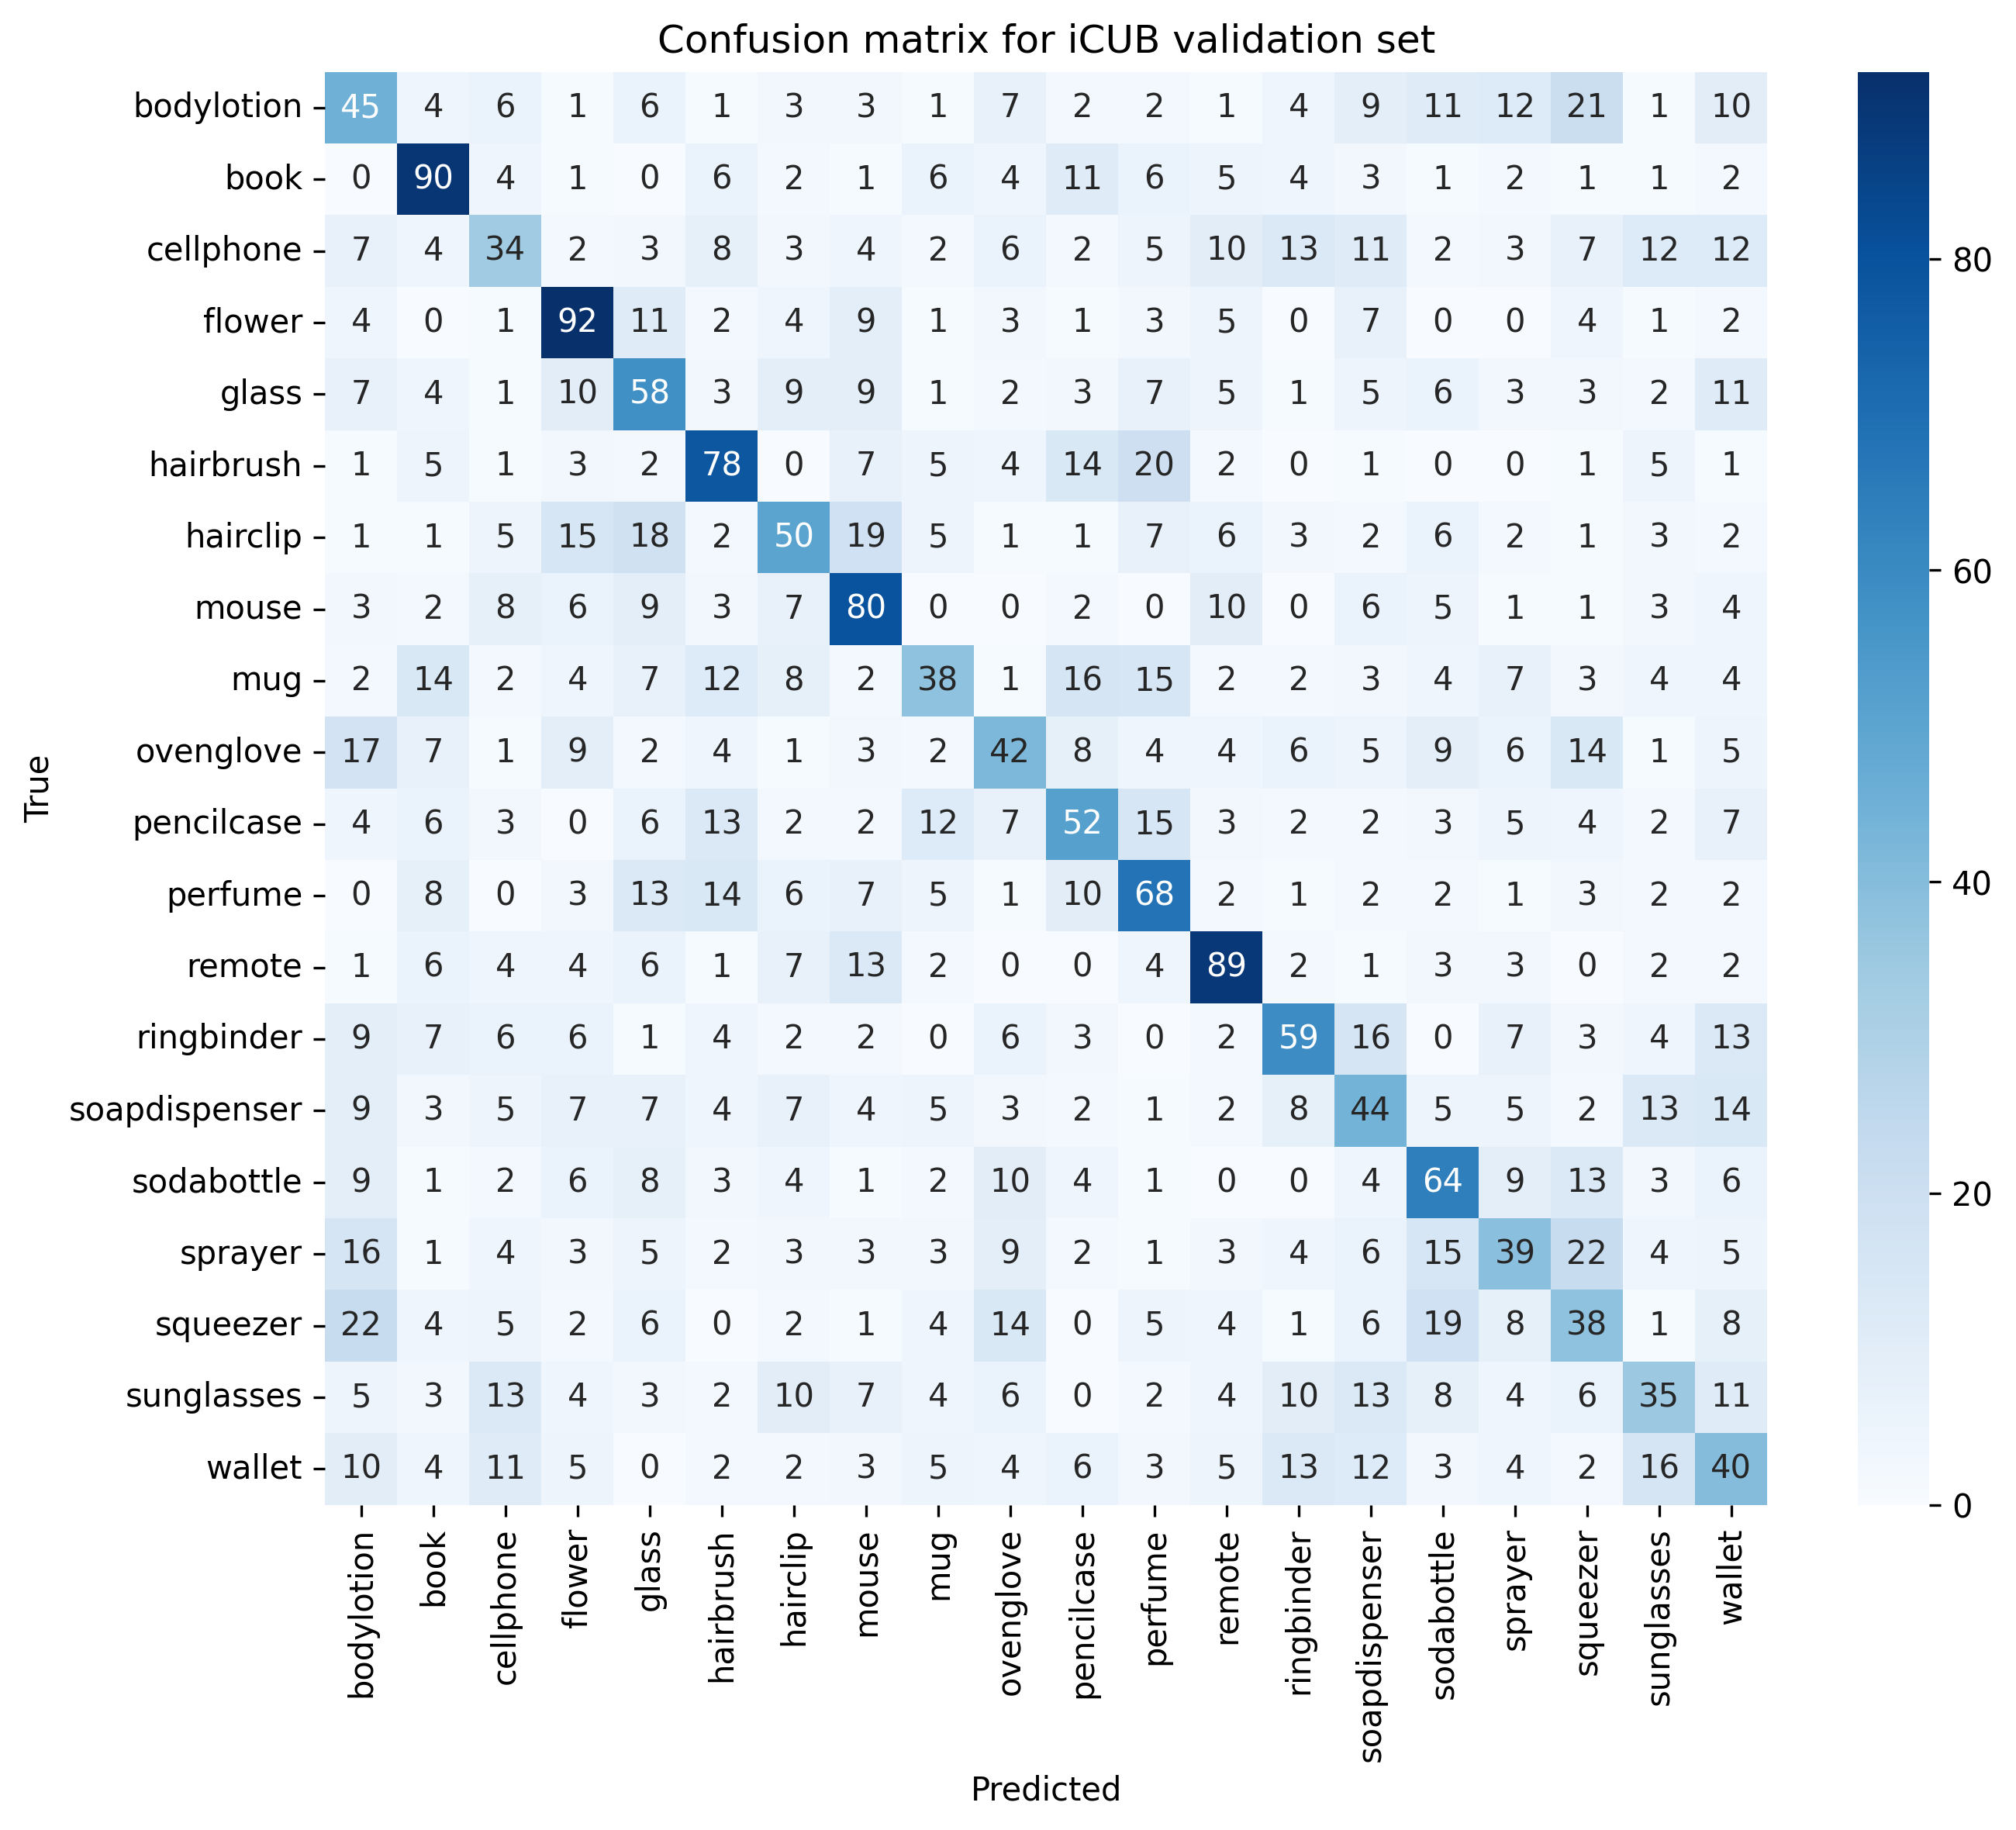 Confusion matrix for iCUB validation set
bodylotion 45 4 6 1 6 1 3 3 1 7 2 2 1 4 9 11 12 21 1 10
book 0 90 4 1 0 6 2 1 6 4 11 6 5 4 3 1 2 1 1 2
cellphone 7 4 34 2 3 8 3 4 2 6 2 5 10 13 11 2 3 7 12 12
flower 4 0 1 92 11 2 4 9 1 3 1 3 5 0 7 0 0 4 1 2
glass 7 4 1 10 58 3 9 9 1 2 3 7 5 1 5 6 3 3 2 11
hairbrush 1 5 1 3 2 78 0 7 5 4 14 20 2 0 1 0 0 1 5 1
hairclip 1 1 5 15 18 2 50 19 5 1 1 7 6 3 2 6 2 1 3 2
mouse 3 2 8 6 9 3 7 80 0 0 2 0 10 0 6 5 1 1 3 4
mug 2 14 2 4 7 12 8 2 38 1 16 15 2 2 3 4 7 3 4 4
ovenglove 17 7 1 9 2 4 1 3 2 42 8 4 4 6 5 9 6 14 1 5
pencilcase 4 6 3 0 6 13 2 2 12 7 52 15 3 2 2 3 5 4 2 7
perfume 0 8 0 3 13 14 6 7 5 1 10 68 2 1 2 2 1 3 2 2
remote 1 6 4 4 6 1 7 13 2 0 0 4 89 2 1 3 3 0 2 2
ringbinder 9 7 6 6 1 4 2 2 0 6 3 0 2 59 16 0 7 3 4 13
soapdispenser 9 3 5 7 7 4 7 4 5 3 2 1 2 8 44 5 5 2 13 14
sodabottle 9 1 2 6 8 3 4 1 2 10 4 1 0 0 4 64 9 13 3 6
sprayer 16 1 4 3 5 2 3 3 3 9 2 1 3 4 6 15 39 22 4 5
squeezer 22 4 5 2 6 0 2 1 4 14 0 5 4 1 6 19 8 38 1 8
sunglasses 5 3 13 4 3 2 10 7 4 6 0 2 4 10 13 8 4 6 35 11
wallet 10 4 11 5 0 2 2 3 5 4 6 3 5 13 12 3 4 2 16 40
True
bodylotion book cellphone flower glass hairbrush hairclip mouse mug ovenglove pencilcase perfume remote ringbinder soapdispenser sodabottle sprayer squeezer sunglasses wallet
Predicted
80
60
40
20
0